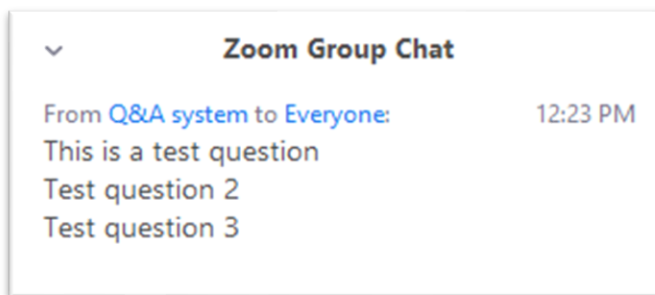 Zoom Group Chat
From Q&A system to Everyone: 12:23 PM
This is a test question
Test question 2
Test question 3